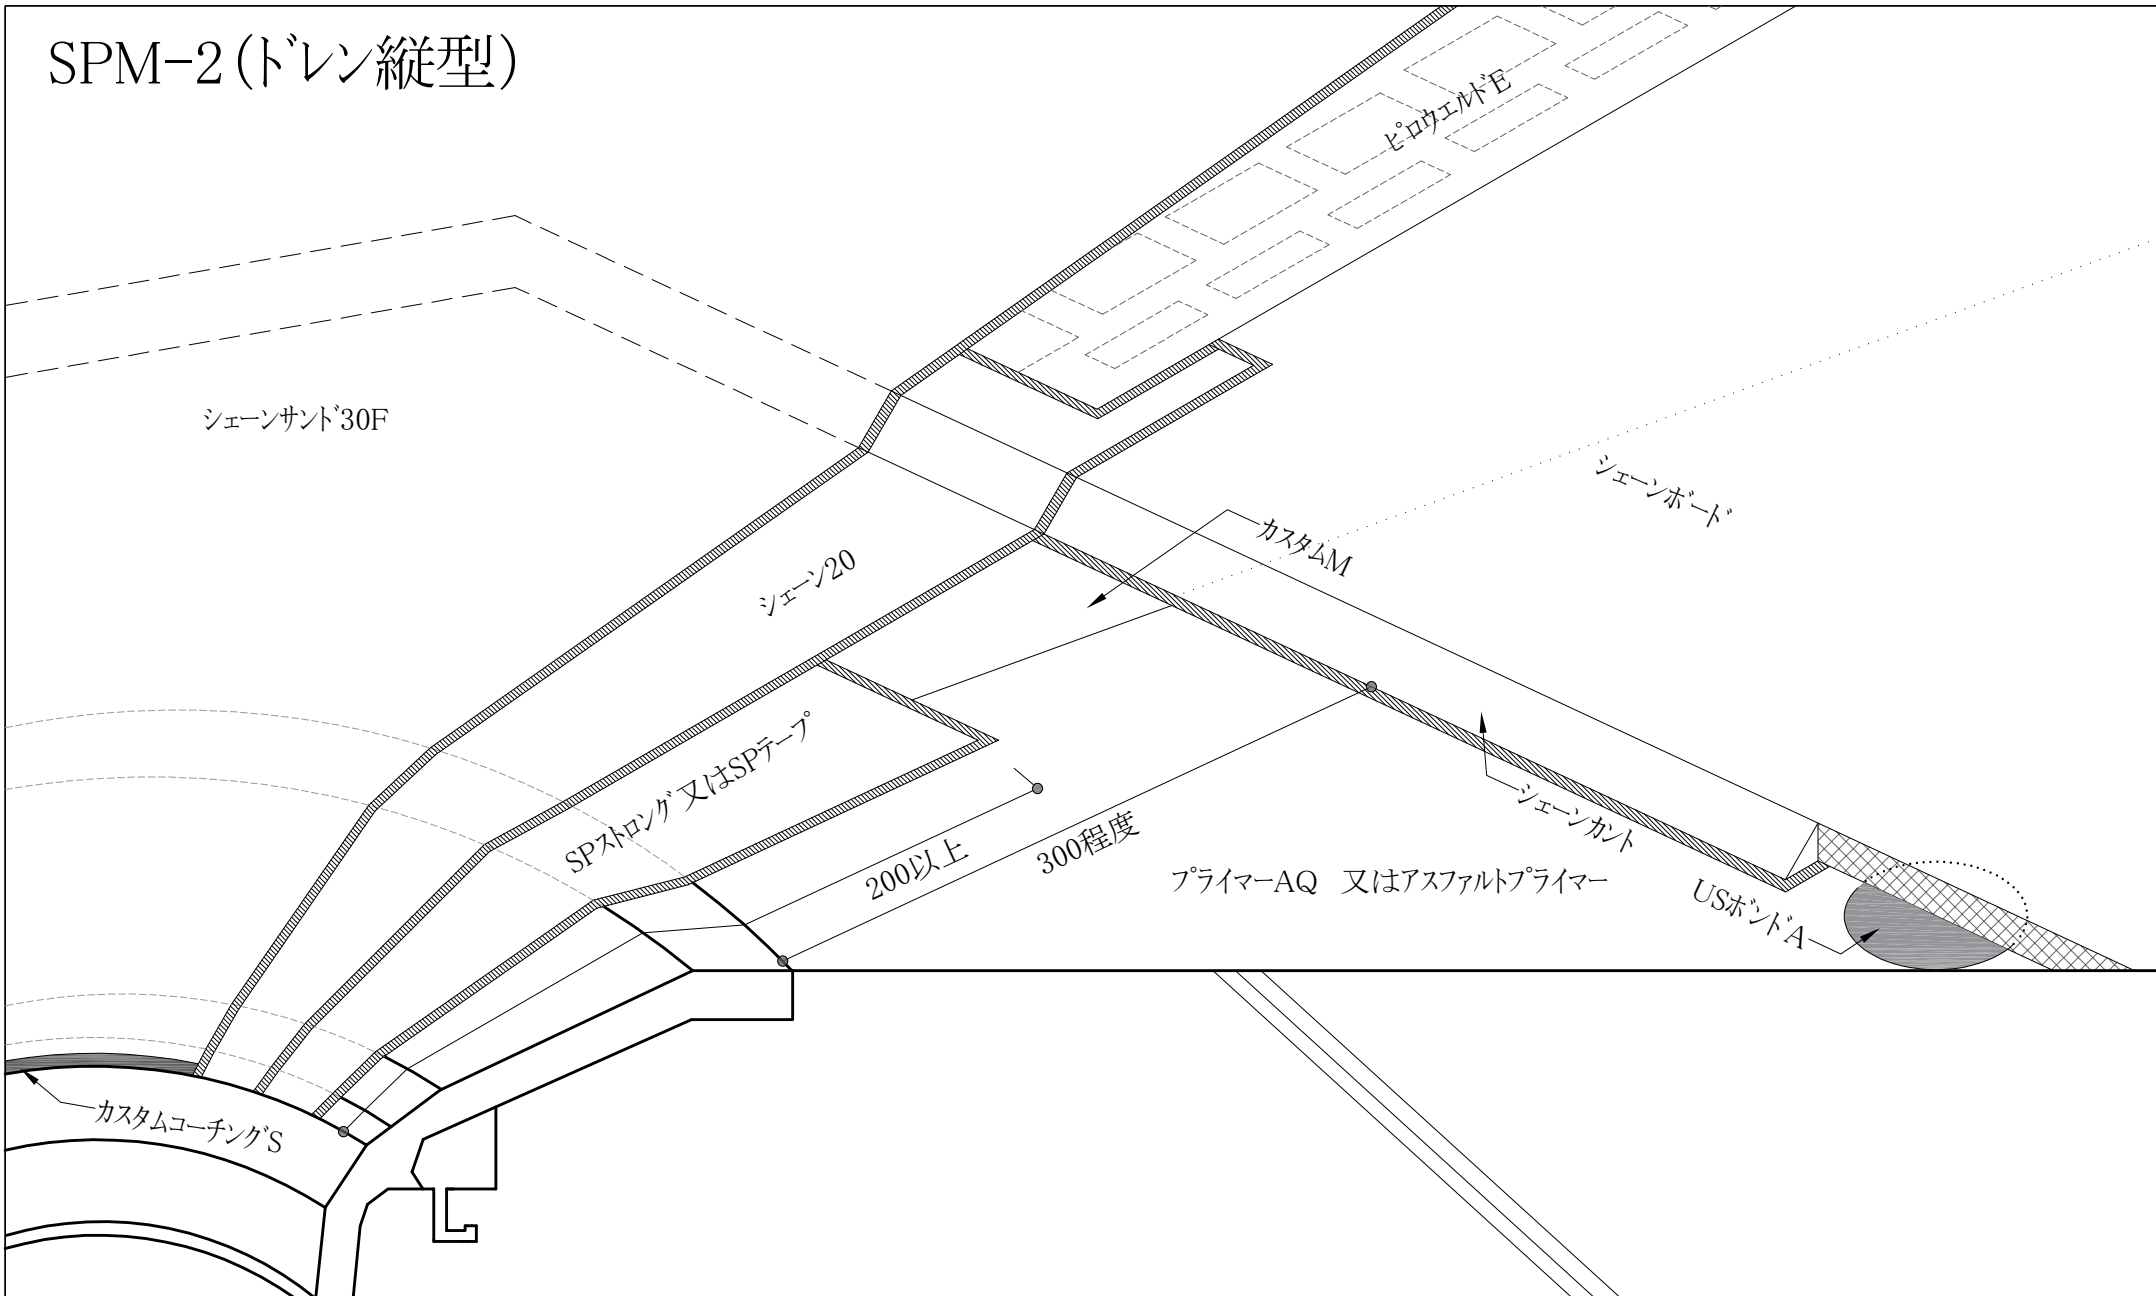 SPM-2(ドレン縦型)
ピロウエルドE
シェーンサンド30F
シェーンボード
カスタムM
シェーン20
SPストロング又はSPテープ
シェーンカント
200以上
300程度
プライマーAQ　又はアスファルトプライマー
USボンドA
カスタムコーチングS